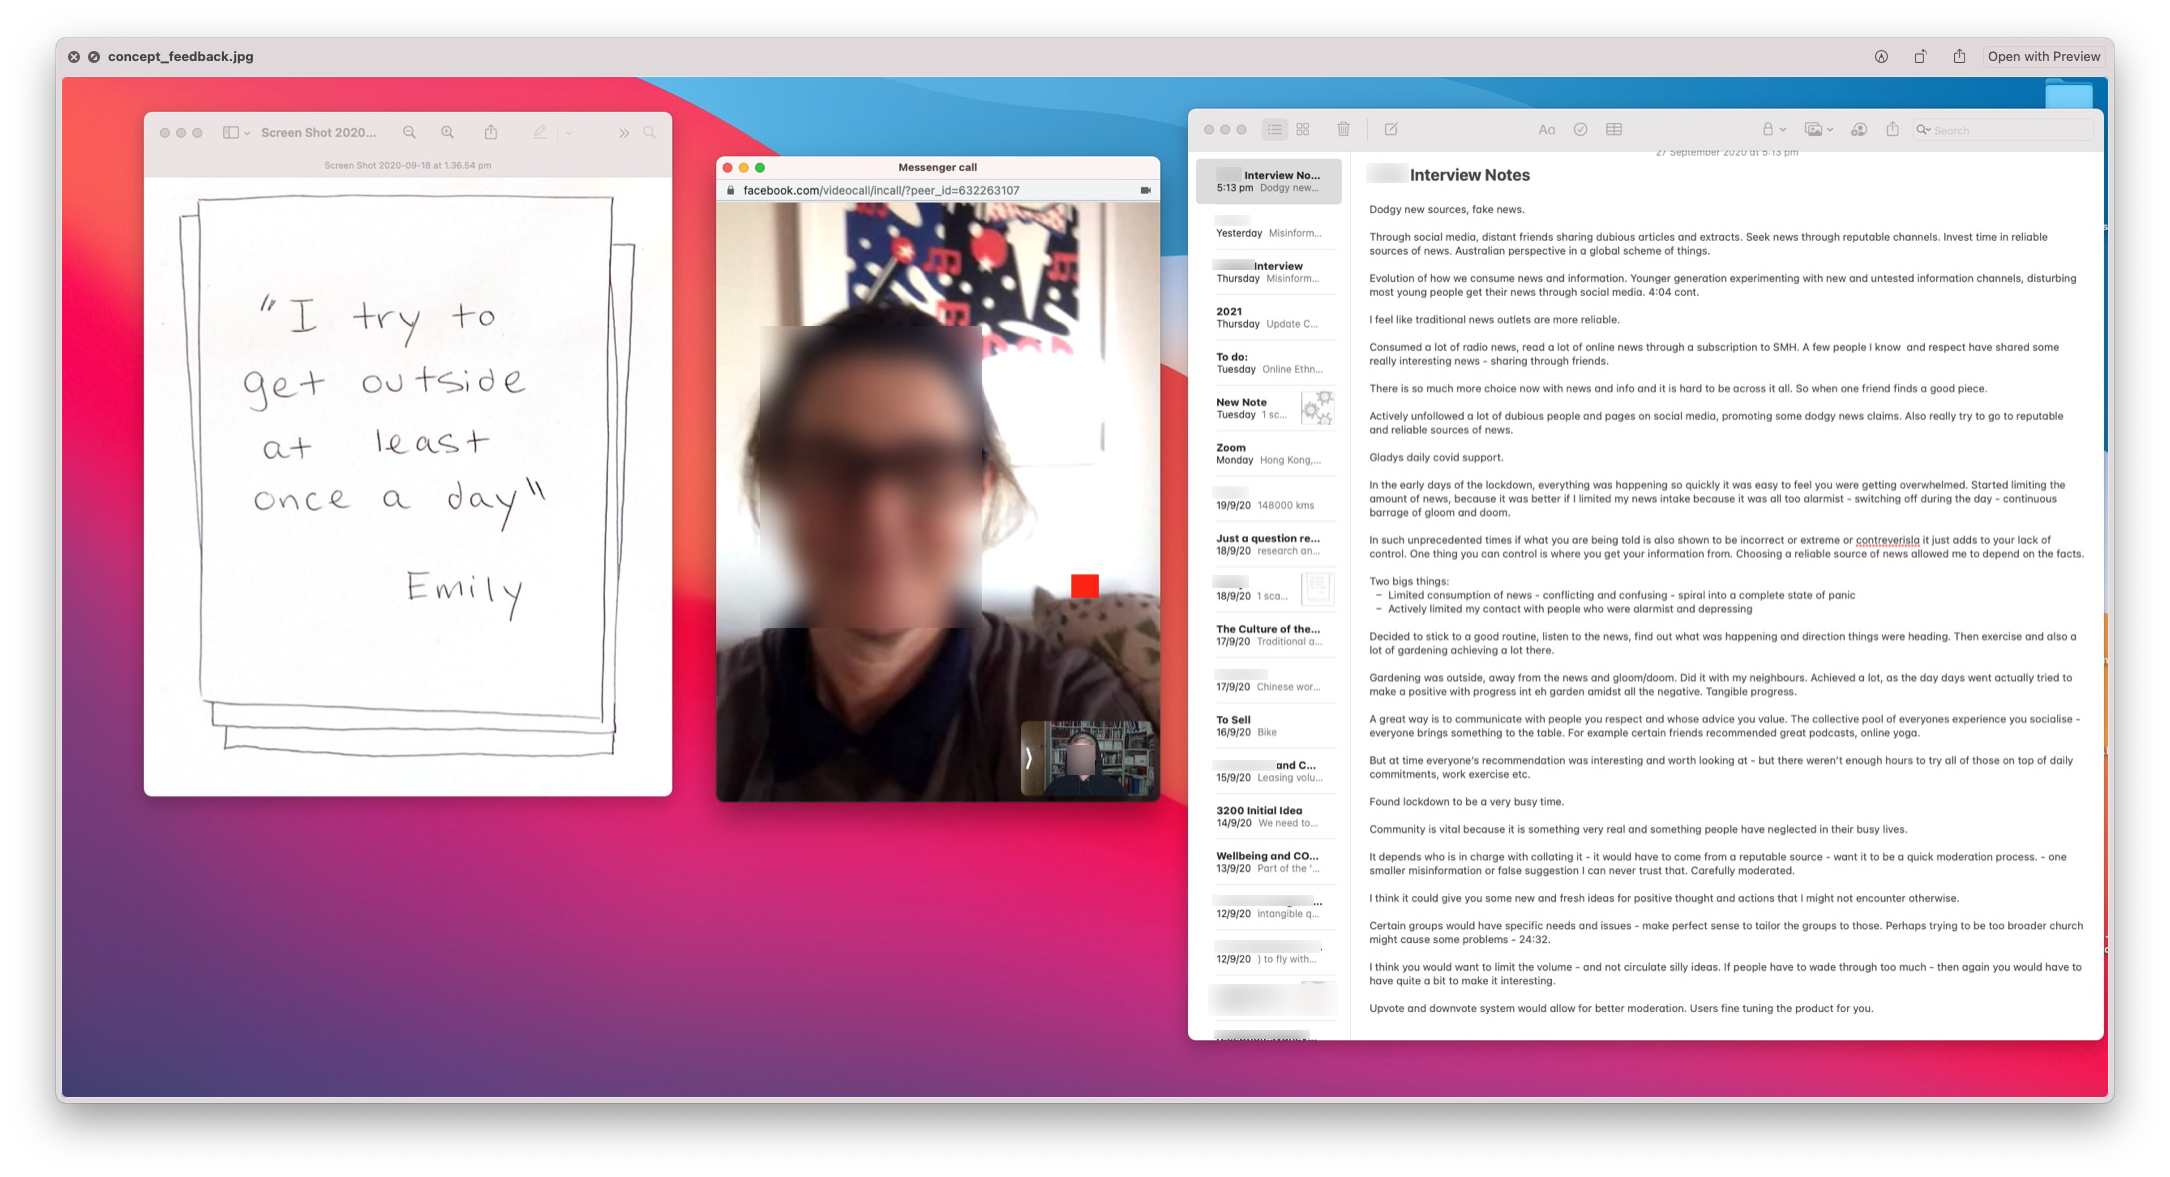 concept_feedback.jpg
Open with Preview
Screen Shot 2020...
Screen Shot 2020-09-18 at 1.36.54 pm
"I try to
get outside
at least
once a day"
Emily
Messenger call
facebook.com/videocall/incall/?peer_id=632263107
Aa
Search
Interview No...
5:13 pm Dodgy new...
Yesterday Misinform...
Interview
Thursday Misinform...
2021
Thursday Update C...
To do:
Tuesday Online Ethn...
New Note
Tuesday 1 sc...
Zoom
Monday Hong Kong,...
19/9/20 148000 kms
Just a question re...
18/9/20 research an...
18/9/20 1 sca...
The Culture of the...
17/9/20 Traditional a...
17/9/20 Chinese wor...
To Sell
16/9/20 Bike
and C...
15/9/20 Leasing volu...
3200 Initial Idea
14/9/20 We need to...
Wellbeing and CO...
13/9/20 Part of the '...
12/9/20 intangible q...
12/9/20 ) to fly with...
27 September 2020 at 5:13 pm
Interview Notes
Dodgy new sources, fake news.
Through social media, distant friends sharing dubious articles and extracts. Seek news through reputable channels. Invest time in reliable
sources of news. Australian perspective in a global scheme of things.
Evolution of how we consume news and information. Younger generation experimenting with new and untested information channels, disturbing
most young people get their news through social media. 4:04 cont.
I feel like traditional news outlets are more reliable.
Consumed a lot of radio news, read a lot of online news through a subscription to SMH. A few people I know and respect have shared some
really interesting news - sharing through friends.
There is so much more choice now with news and info and it is hard to be across it all. So when one friend finds a good piece.
Actively unfollowed a lot of dubious people and pages on social media, promoting some dodgy news claims. Also really try to go to reputable
and reliable sources of news.
Gladys daily covid support.
In the early days of the lockdown, everything was happening so quickly it was easy to feel you were getting overwhelmed. Started limiting the
amount of news, because it was better if I limited my news intake because it was all too alarmist - switching off during the day - continuous
barrage of gloom and doom.
In such unprecedented times if what you are being told is also shown to be incorrect or extreme or contreverisla it just adds to your lack of
control. One thing you can control is where you get your information from. Choosing a reliable source of news allowed me to depend on the facts.
Two bigs things:
– Limited consumption of news - conflicting and confusing - spiral into a complete state of panic
– Actively limited my contact with people who were alarmist and depressing
Decided to stick to a good routine, listen to the news, find out what was happening and direction things were heading. Then exercise and also a
lot of gardening achieving a lot there.
Gardening was outside, away from the news and gloom/doom. Did it with my neighbours. Achieved a lot, as the day days went actually tried to
make a positive with progress int eh garden amidst all the negative. Tangible progress.
A great way is to communicate with people you respect and whose advice you value. The collective pool of everyones experience you socialise -
everyone brings something to the table. For example certain friends recommended great podcasts, online yoga.
But at time everyone's recommendation was interesting and worth looking at - but there weren't enough hours to try all of those on top of daily
commitments, work exercise etc.
Found lockdown to be a very busy time.
Community is vital because it is something very real and something people have neglected in their busy lives.
It depends who is in charge with collating it - it would have to come from a reputable source - want it to be a quick moderation process. - one
smaller misinformation or false suggestion I can never trust that. Carefully moderated.
I think it could give you some new and fresh ideas for positive thought and actions that I might not encounter otherwise.
Certain groups would have specific needs and issues - make perfect sense to tailor the groups to those. Perhaps trying to be too broader church
might cause some problems - 24:32.
I think you would want to limit the volume - and not circulate silly ideas. If people have to wade through too much - then again you would have to
have quite a bit to make it interesting.
Upvote and downvote system would allow for better moderation. Users fine tuning the product for you.